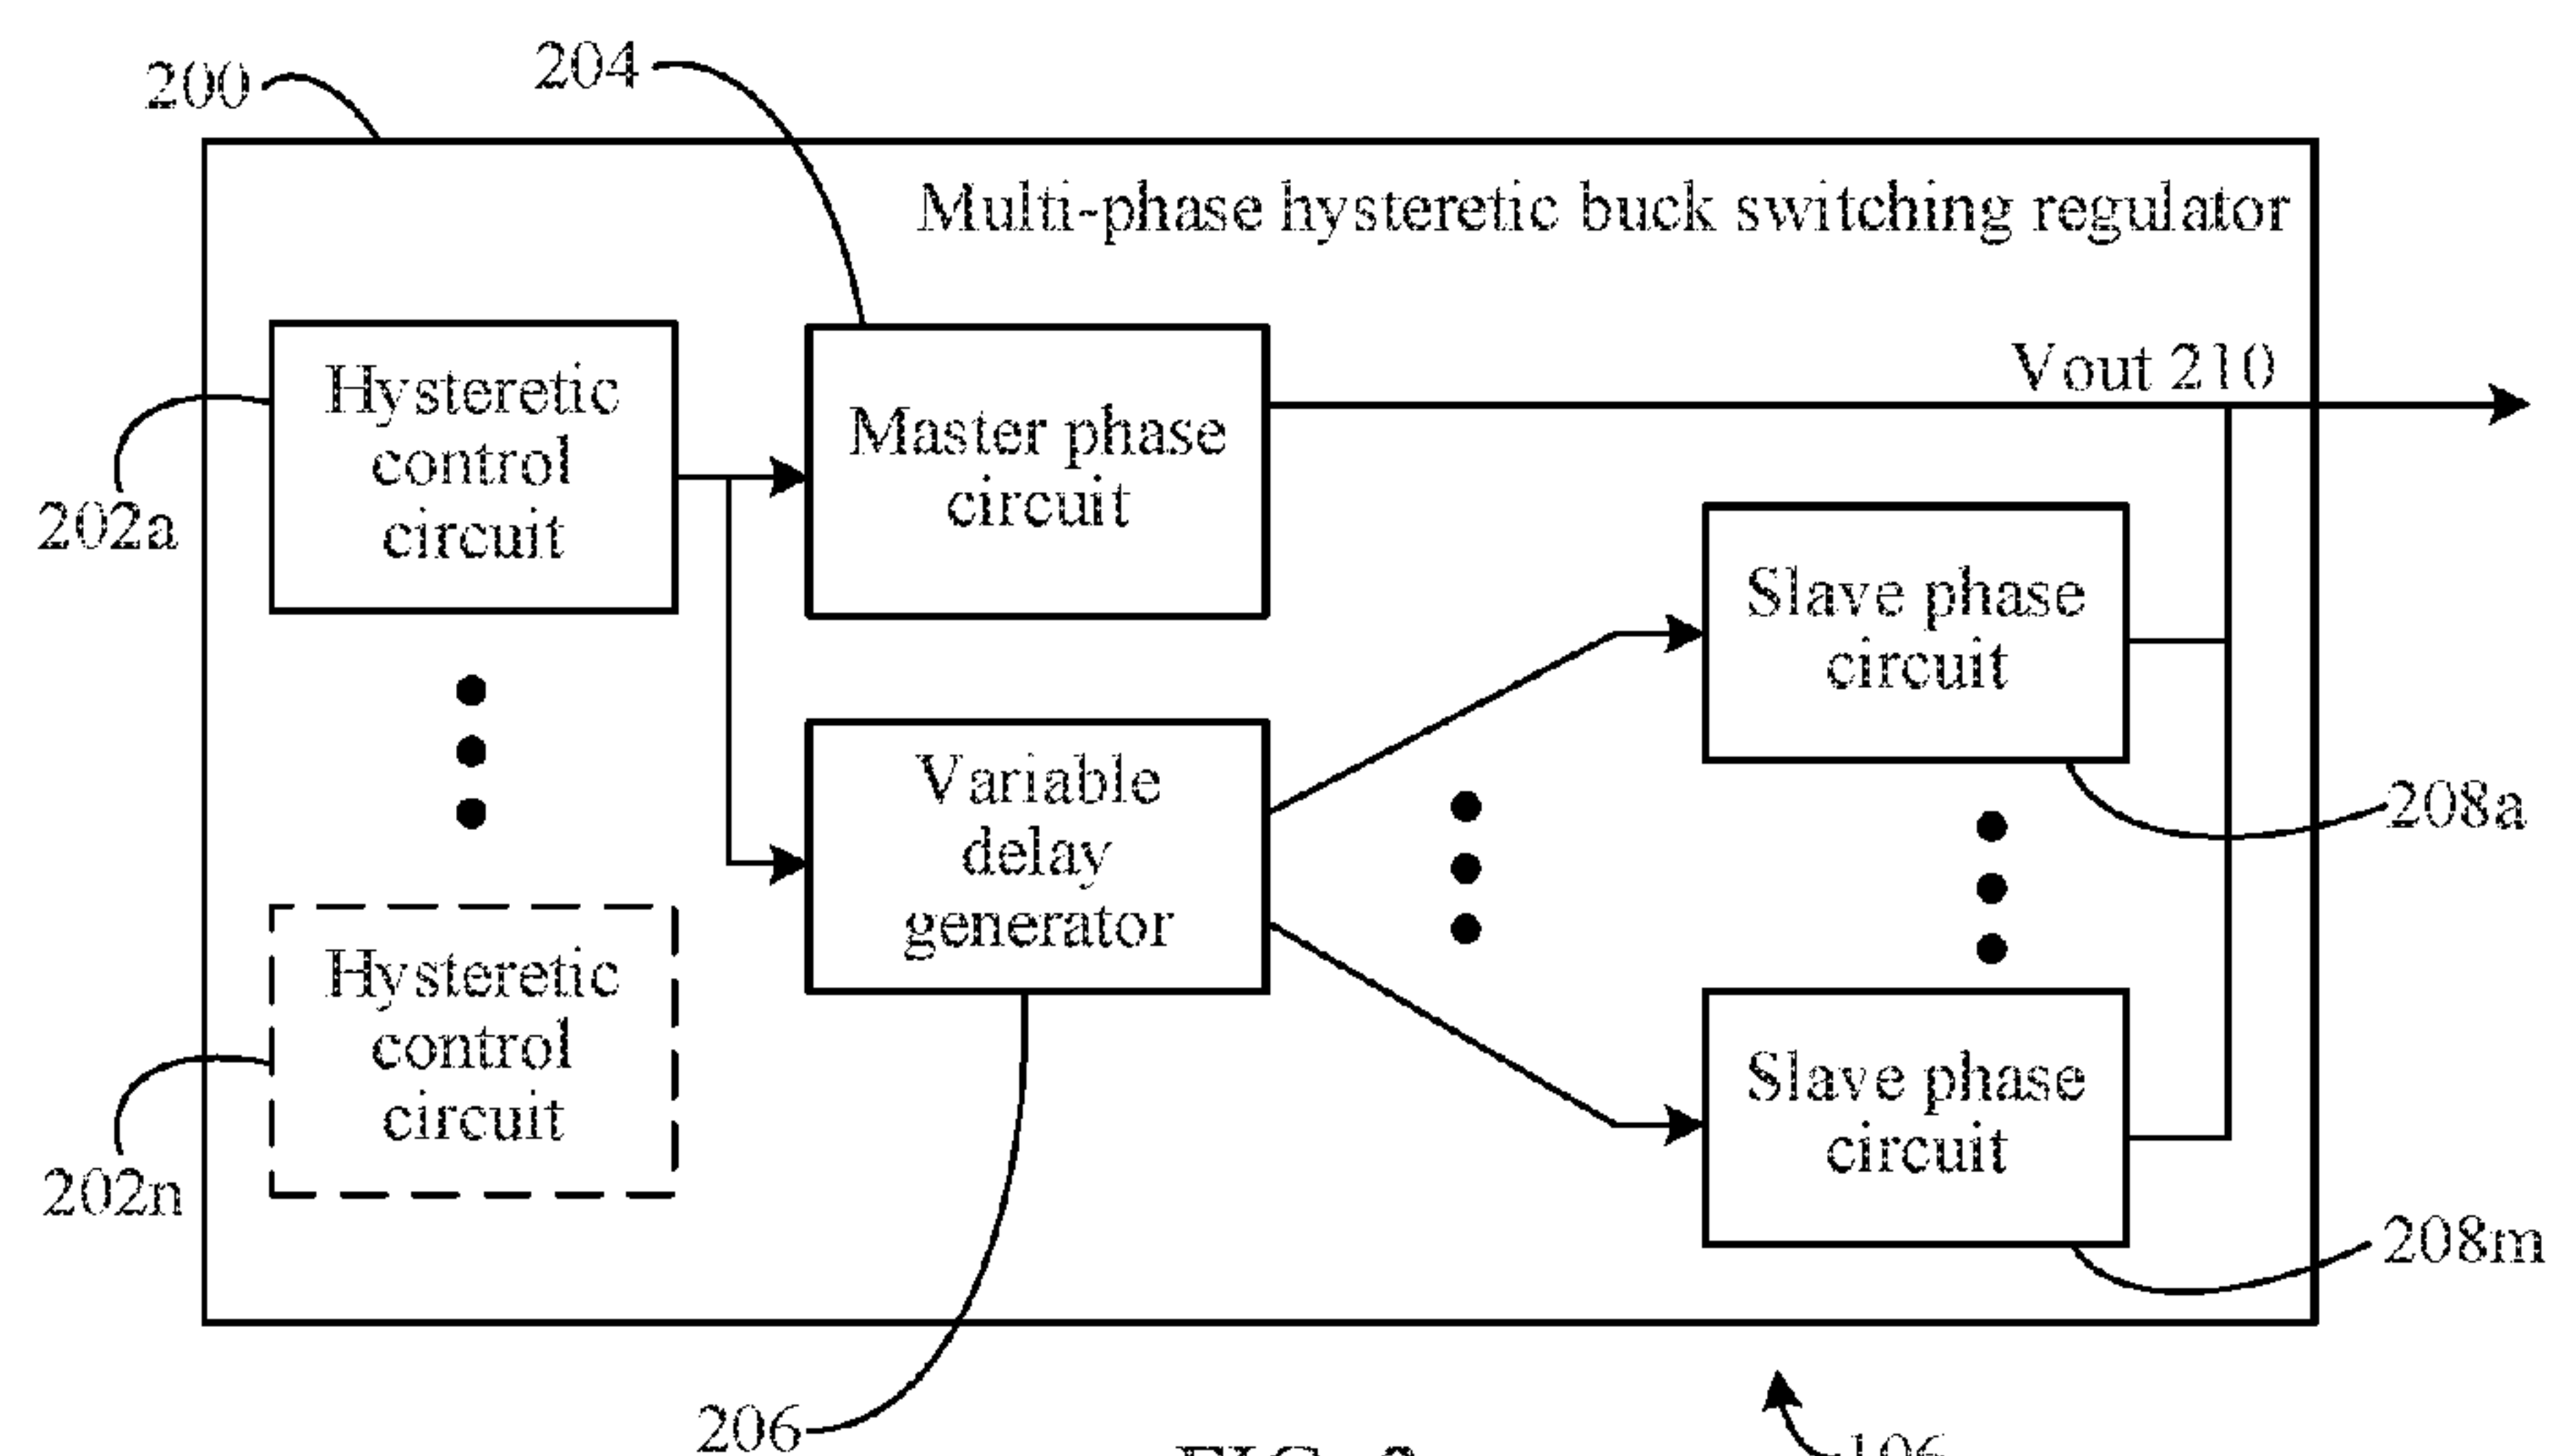 200
204
Multi-phase hysteretic buck switching regulator
Hysteretic
control
circuit
Master phase
circuit
Vout 210
202a
Slave phase
circuit
Variable
delay
generator
208a
Hysteretic
control
circuit
Slave phase
circuit
202n
208m
206